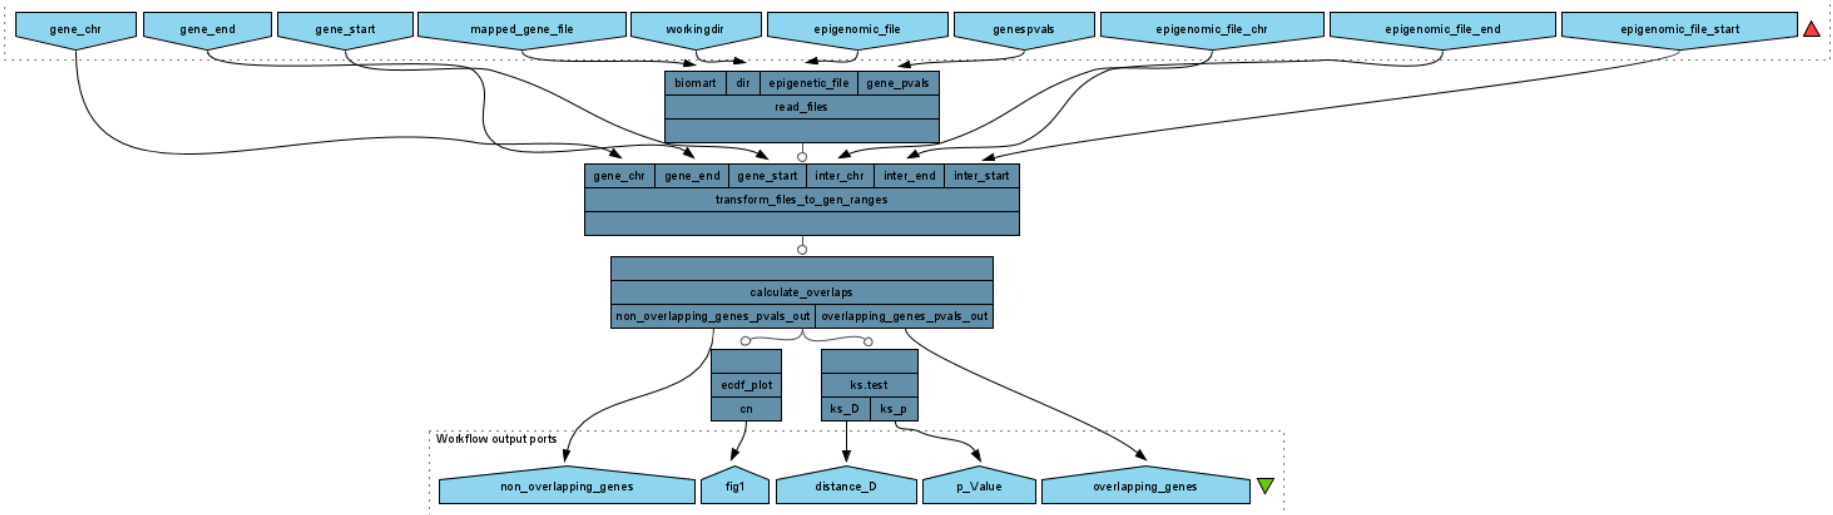 gene_chr
gene_end
gene_start
mapped_gene_file
workingdir
epigenomic_file
genespvals
epigenomic_file_chr
epigenomic_file_end
epigenomic_file_start
biomart
dir
epigenetic_file
gene_pvals
read_files
gene_chr
gene_end
gene_start
inter_chr
inter_end
inter_start
transform_files_to_gen_ranges
calculate_overlaps
non_overlapping_genes_pvals_out
overlapping_genes_pvals_out
ecdf_plot
cn
ks.test
ks_D
ks_p
Workflow output ports
non_overlapping_genes
fig1
distance_D
p_Value
overlapping_genes